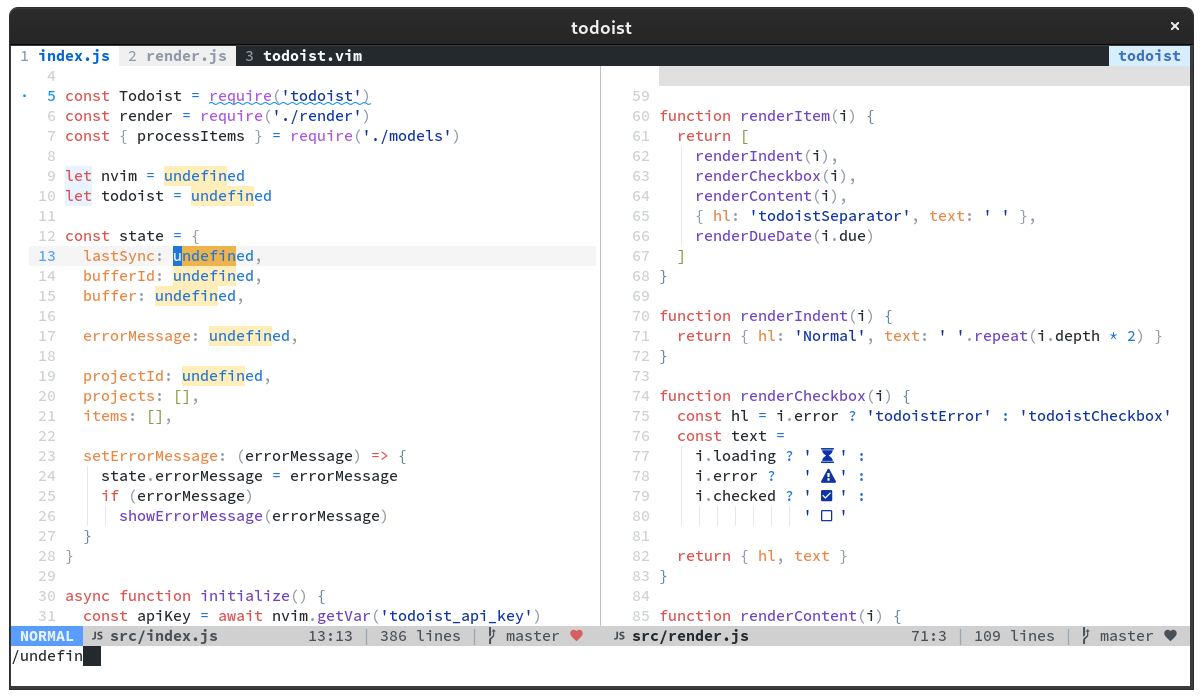 todoist ×
1 index.js 2 render.js 3 todoist.vim todoist
4
5 const Todoist = require('todoist')
6 const render = require('./render')
7 const { processItems } = require('./models')
8
9 let nvim = undefined
10 let todoist = undefined
11
12 const state = {
13 lastSync: undefined,
14 bufferId: undefined,
15 buffer: undefined,
16
17 errorMessage: undefined,
18
19 projectId: undefined,
20 projects: [],
21 items: [],
22
23 setErrorMessage: (errorMessage) => {
24 state.errorMessage = errorMessage
25 if (errorMessage)
26 showErrorMessage(errorMessage)
27 }
28 }
29
30 async function initialize() {
31 const apiKey = await nvim.getVar('todoist_api_key')
NORMAL JS src/index.js 13:13 | 386 lines | master ♥
59
60 function renderItem(i) {
61 return [
62 renderIndent(i),
63 renderCheckbox(i),
64 renderContent(i),
65 { hl: 'todoistSeparator', text: ' ' },
66 renderDueDate(i.due)
67 ]
68 }
69
70 function renderIndent(i) {
71 return { hl: 'Normal', text: ' '.repeat(i.depth * 2) }
72 }
73
74 function renderCheckbox(i) {
75 const hl = i.error ? 'todoistError' : 'todoistCheckbox'
76 const text =
77 i.loading ? ' ⌛ ' :
78 i.error ? ' ⚠ ' :
79 i.checked ? ' ☑ ' :
80 ' ☐ '
81
82 return { hl, text }
83 }
84
85 function renderContent(i) {
JS src/render.js 71:3 | 109 lines | master ♥
/undefin